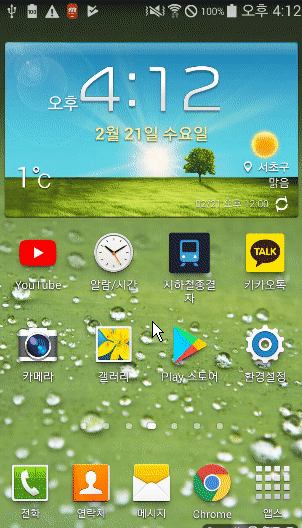 100% 오후 4:12
오후 4:12
2월 21일 수요일
1°C
서초구
맑음
02/21 오후 12:00
YouTube
알람/시간
지하철종결
자
TALK
카카오톡
카메라
갤러리
Play 스토어
환경설정
전화
연락처
메시지
Chrome
앱스